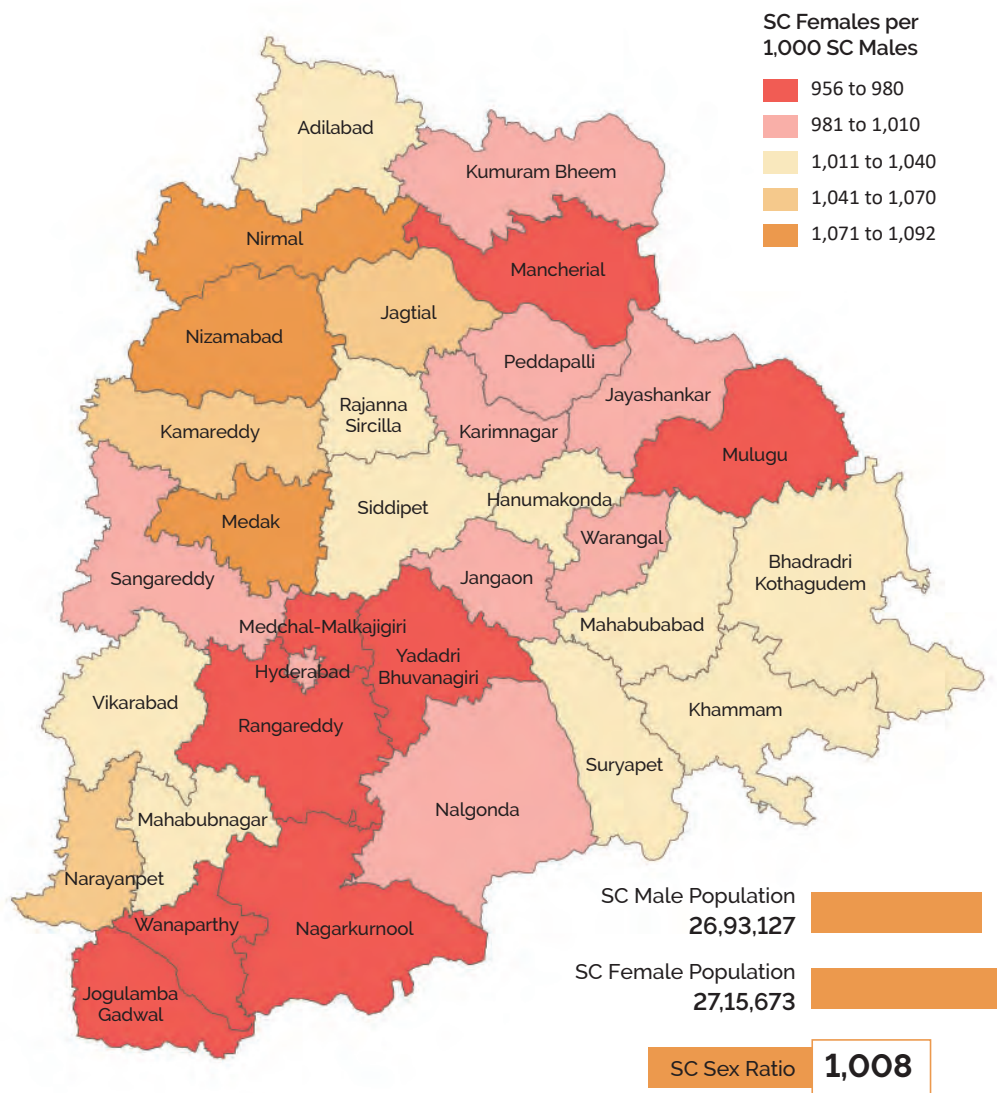 SC Females per
1,000 SC Males
956 to 980
981 to 1,010
1,011 to 1,040
1,041 to 1,070
1,071 to 1,092
Adilabad
Kumuram Bheem
Nirmal
Mancherial
Jagtial
Nizamabad
Peddapalli
Jayashankar
Rajanna
Sircilla
Kamareddy
Karimnagar
Mulugu
Siddipet
Hanumakonda
Medak
Warangal
Bhadradri
Kothagudem
Sangareddy
Jangaon
Mahabubabad
Medchal-Malkajigiri
Yadadri
Bhuvanagiri
Hyderabad
Vikarabad
Khammam
Rangareddy
Suryapet
Nalgonda
Mahabubnagar
Narayanpet
Wanaparthy
Nagarkurnool
Jogulamba
Gadwal
SC Male Population
26,93,127
SC Female Population
27,15,673
SC Sex Ratio 1,008